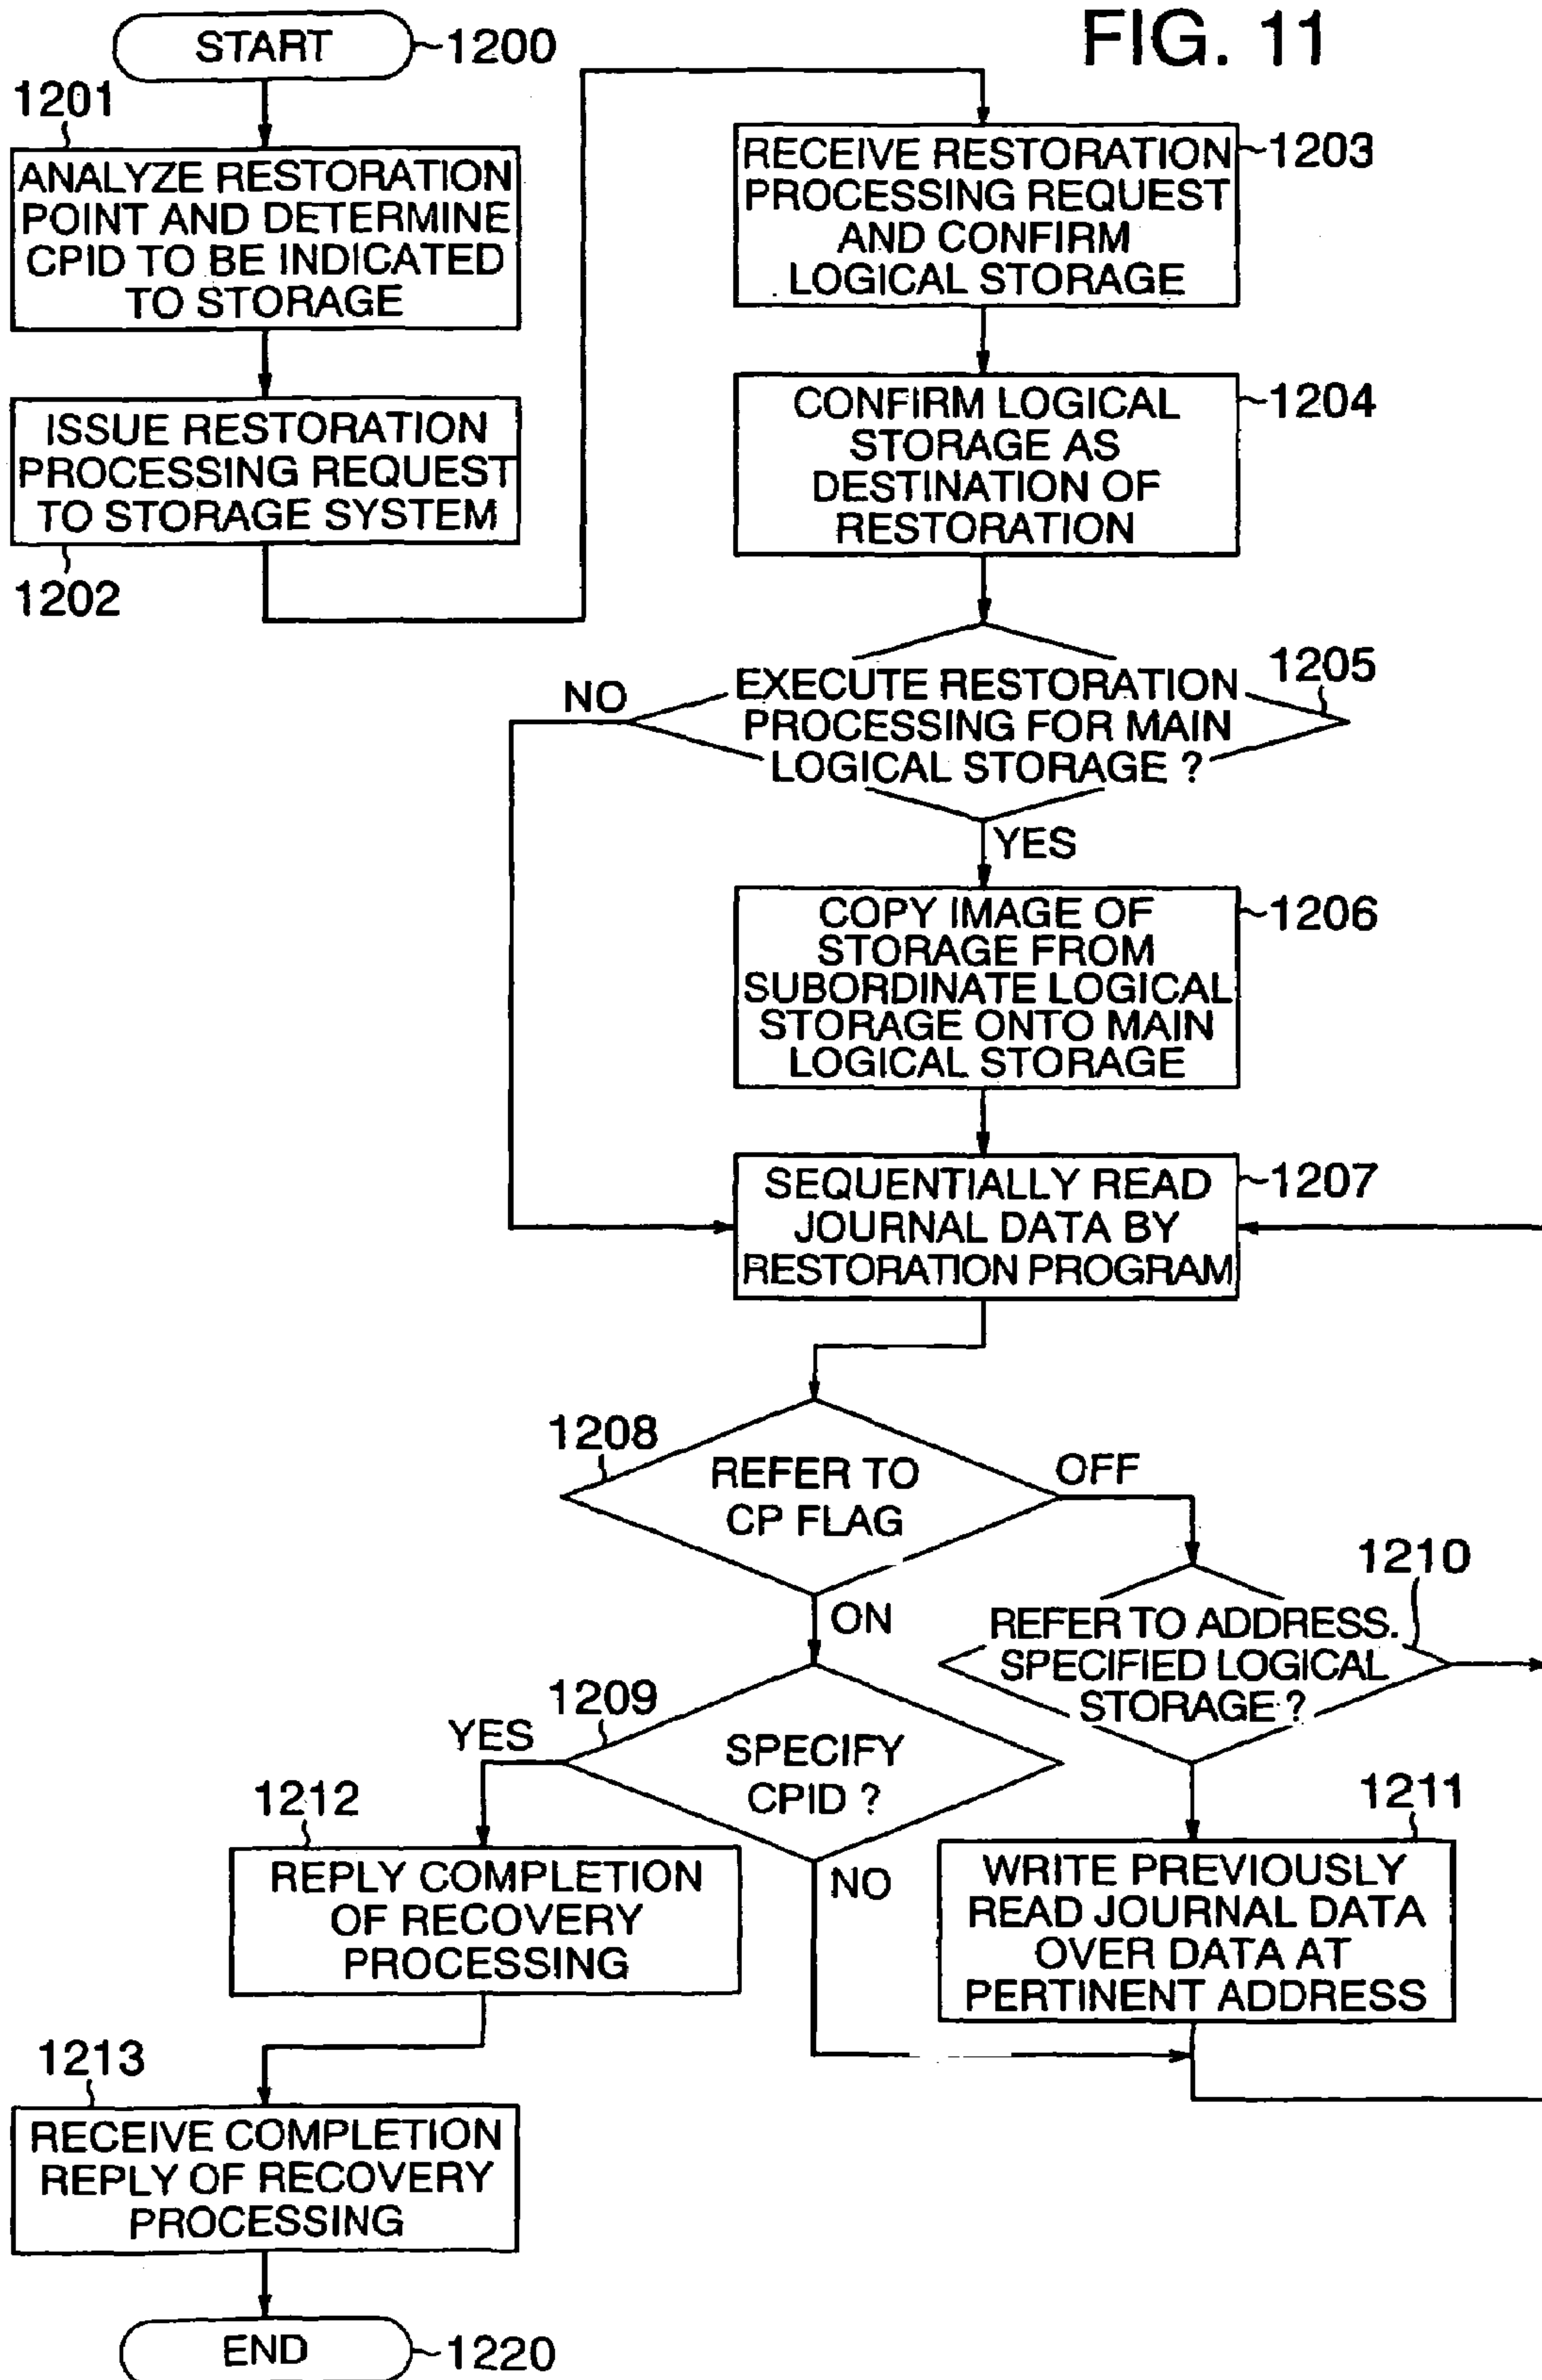 FIG. 11
START
1200
1201
ANALYZE RESTORATION
POINT AND DETERMINE
CPID TO BE INDICATED
TO STORAGE
ISSUE RESTORATION
PROCESSING REQUEST
TO STORAGE SYSTEM
1202
RECEIVE RESTORATION
PROCESSING REQUEST
AND CONFIRM
LOGICAL STORAGE
1203
CONFIRM LOGICAL
STORAGE AS
DESTINATION OF
RESTORATION
1204
EXECUTE RESTORATION
PROCESSING FOR MAIN
LOGICAL STORAGE ?
1205
NO
YES
COPY IMAGE OF
STORAGE FROM
SUBORDINATE LOGICAL
STORAGE ONTO MAIN
LOGICAL STORAGE
1206
SEQUENTIALLY READ
JOURNAL DATA BY
RESTORATION PROGRAM
1207
1208
REFER TO
CP FLAG
OFF
ON
1210
REFER TO ADDRESS.
SPECIFIED LOGICAL
STORAGE ?
1209
SPECIFY
CPID ?
YES
NO
1211
WRITE PREVIOUSLY
READ JOURNAL DATA
OVER DATA AT
PERTINENT ADDRESS
1212
REPLY COMPLETION
OF RECOVERY
PROCESSING
1213
RECEIVE COMPLETION
REPLY OF RECOVERY
PROCESSING
END
1220